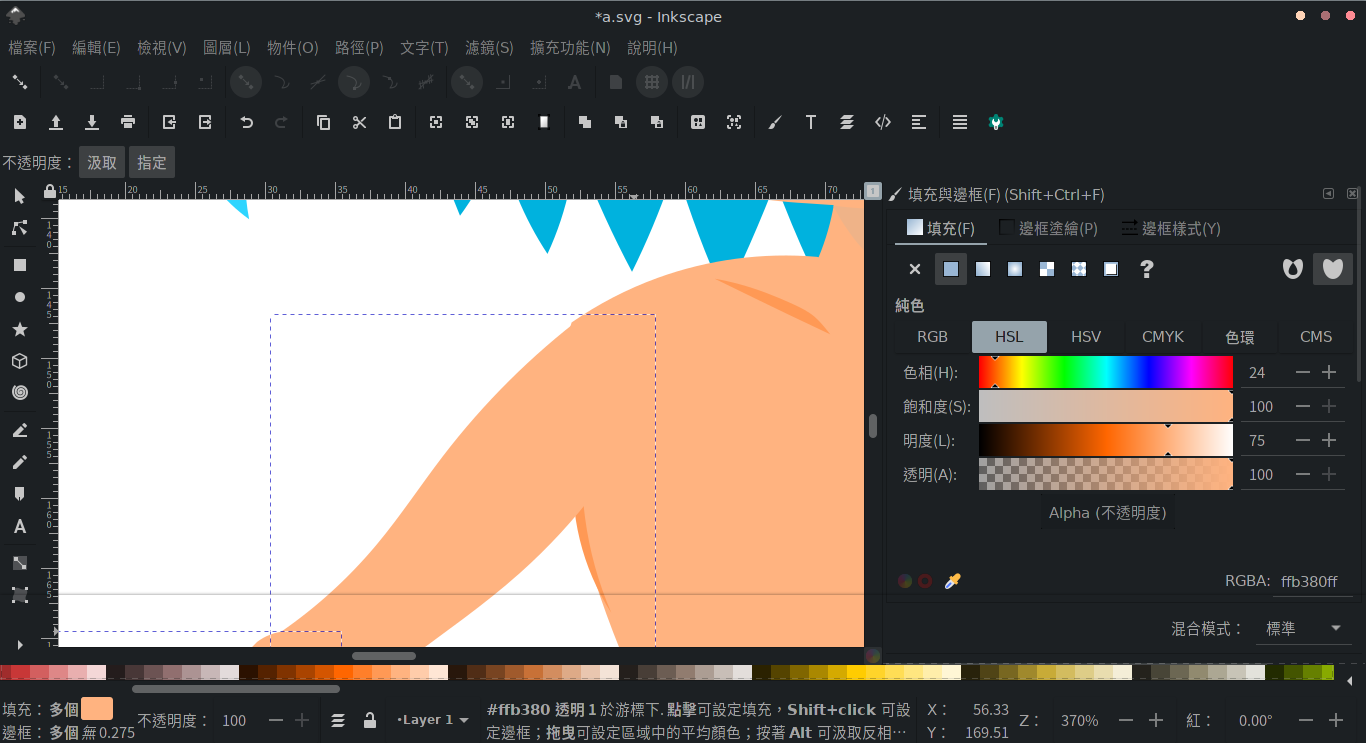 *a.svg - Inkscape
檔案(F) 編輯(E) 檢視(V) 圖層(L) 物件(O) 路徑(P) 文字(T) 濾鏡(S) 擴充功能(N) 說明(H)
不透明度： 汲取 指定
15 20 25 30 35 40 45 50 55 60 65 70
1
140
145
150
155
160
165
填充與邊框(F) (Shift+Ctrl+F)
填充(F) 邊框塗繪(P) 邊框樣式(Y)
純色
RGB HSL HSV CMYK 色環 CMS
色相(H): 24
飽和度(S): 100
明度(L): 75
透明(A): 100
Alpha (不透明度)
RGBA: ffb380ff
混合模式： 標準
填充：多個 不透明度： 100 •Layer 1
邊框：多個 無 0.275
#ffb380 透明 1 於游標下. 點擊可設定填充，Shift+click 可設
定邊框；拖曳可設定區域中的平均顏色；按著 Alt 可汲取反相…
X： 56.33
Y： 169.51
Z： 370% 紅： 0.00°